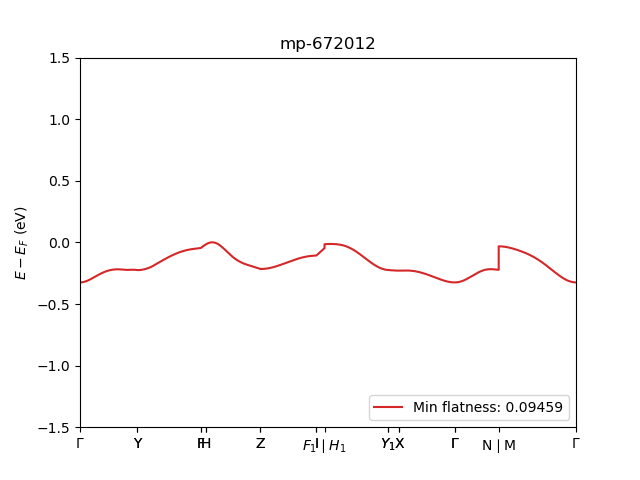 mp-672012
1.5
1.0
0.5
0.0
−0.5
−1.0
−1.5
E − E_F (eV)
Min flatness: 0.09459
Γ Y F H Z F₁ I | H₁ Y₁ X Γ N | M Γ